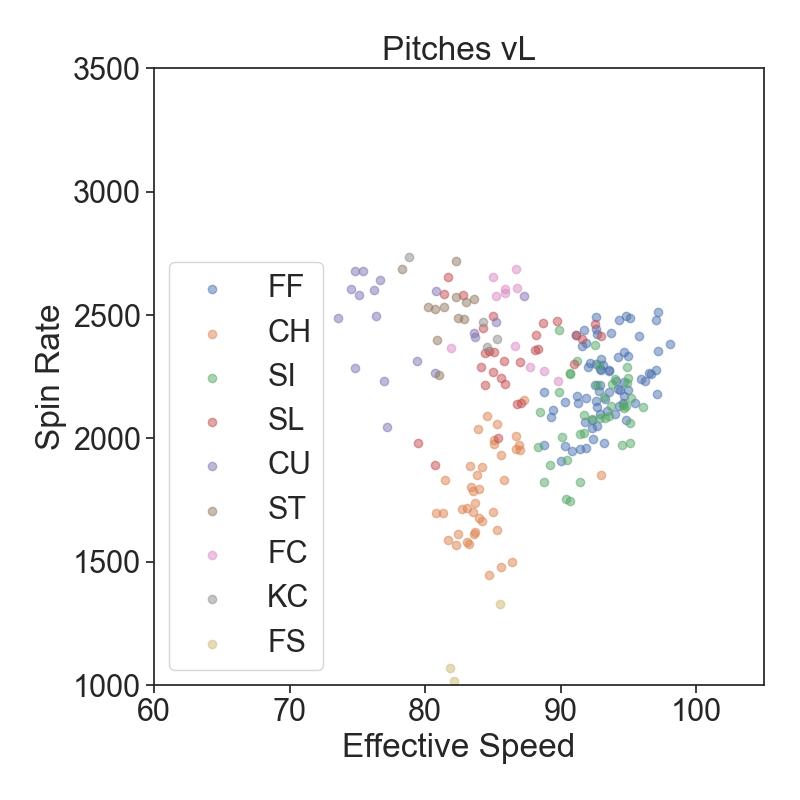 Pitches vL
3500
3000
2500
2000
1500
1000
Spin Rate
FF
CH
SI
SL
CU
ST
FC
KC
FS
60 70 80 90 100
Effective Speed